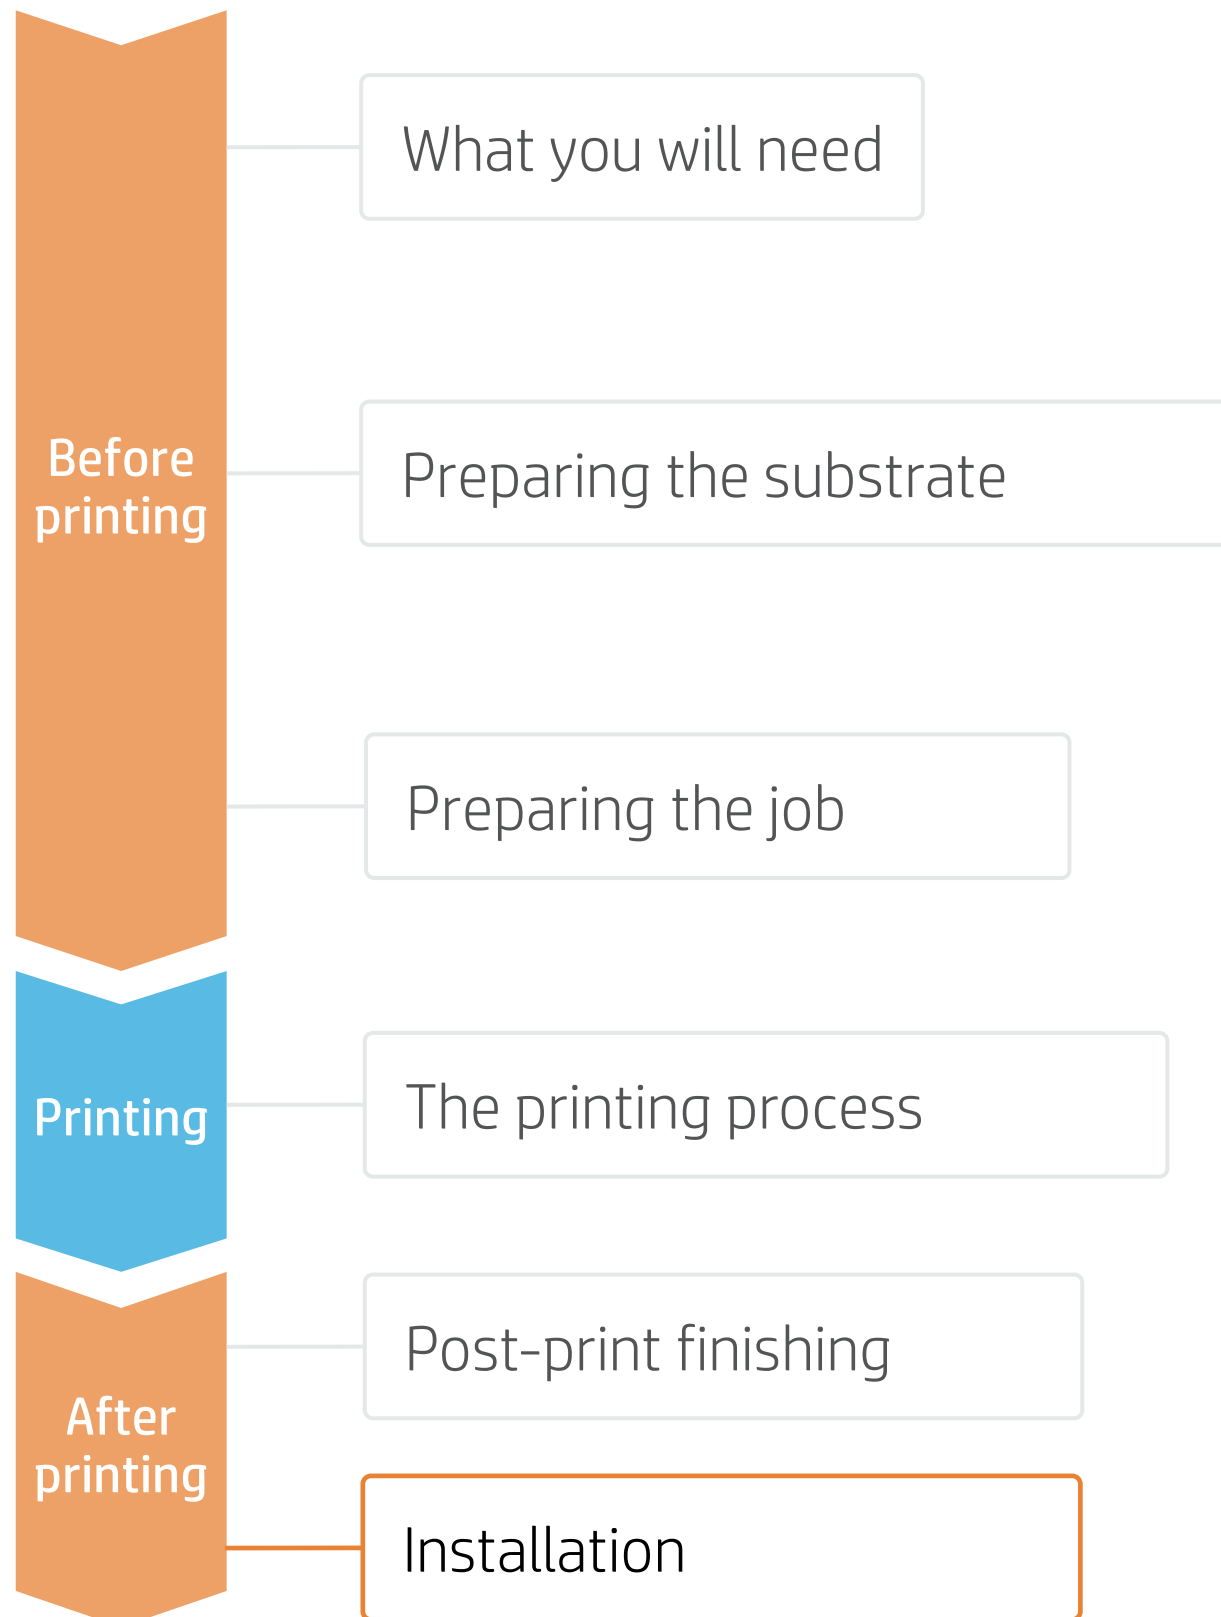 What you will need
Before
printing
Preparing the substrate
Preparing the job
Printing
The printing process
After
printing
Post-print finishing
Installation